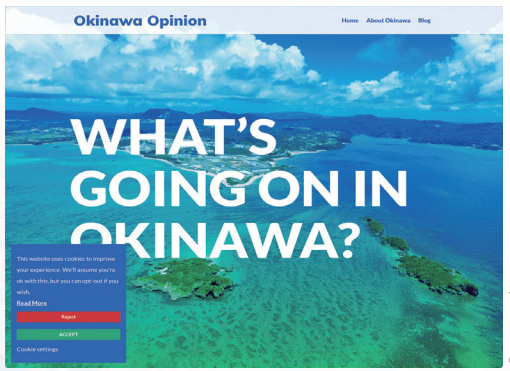 Okinawa Opinion
Home About Okinawa Blog
WHAT'S
GOING ON IN
OKINAWA?
This website uses cookies to improve
your experience. We'll assume you're
ok with this, but you can opt-out if you
wish.
Read More
Reject
ACCEPT
Cookie settings